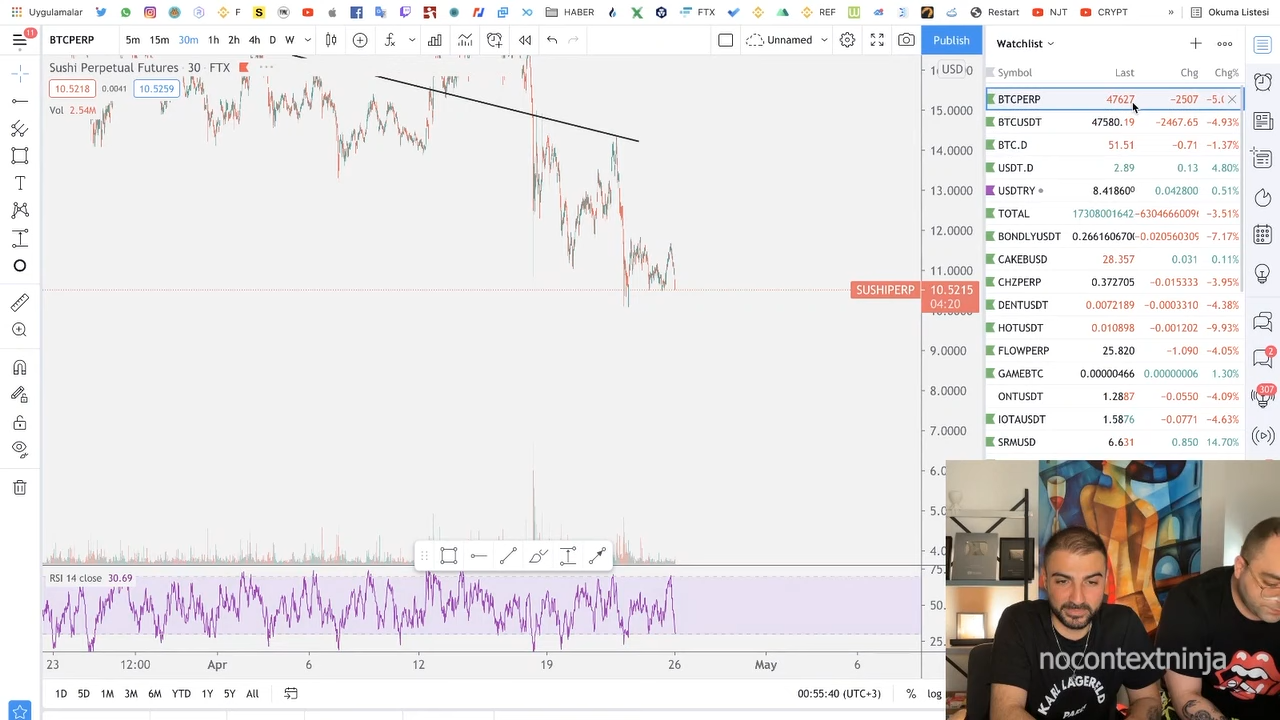 Uygulamalar F S HABER FTX REF Restart NJT CRYPT » Okuma Listesi
11 BTCPERP 5m 15m 30m 1h 2h 4h D W Unnamed Publish
Sushi Perpetual Futures · 30 · FTX
10.5218 0.0041 10.5259
Vol 2.54M
USD
14.0000
13.0000
12.0000
11.0000
SUSHIPERP 10.5215
04:20
9.0000
8.0000
7.0000
RSI 14 close 30.69
75.
50.
25.
23 12:00 Apr 6 12 19 26 May 6
1D 5D 1M 3M 6M YTD 1Y 5Y All 00:55:40 (UTC+3) % log
Watchlist
Symbol Last Chg Chg%
BTCPERP 47627 −2507
BTCUSDT 47580.19 −2467.65 −4.93%
BTC.D 51.51 −0.71 −1.37%
USDT.D 2.89 0.13 4.80%
USDTRY 8.41860⁰ 0.042800 0.51%
TOTAL 17308001642 −6304666009 −3.51%
BONDLYUSDT 0.266160670 −0.020560309 −7.17%
CAKEBUSD 28.357 0.031 0.11%
CHZPERP 0.372705 −0.015333 −3.95%
DENTUSDT 0.0072189 −0.0003310 −4.38%
HOTUSDT 0.010898 −0.001202 −9.93%
FLOWPERP 25.820 −1.090 −4.05%
GAMEBTC 0.00000466 0.00000006 1.30%
ONTUSDT 1.2887 −0.0550 −4.09%
IOTAUSDT 1.5876 −0.0771 −4.63%
SRMUSD 6.631 0.850 14.70%
2
307
nocontextninja
KARL LAGERFELD